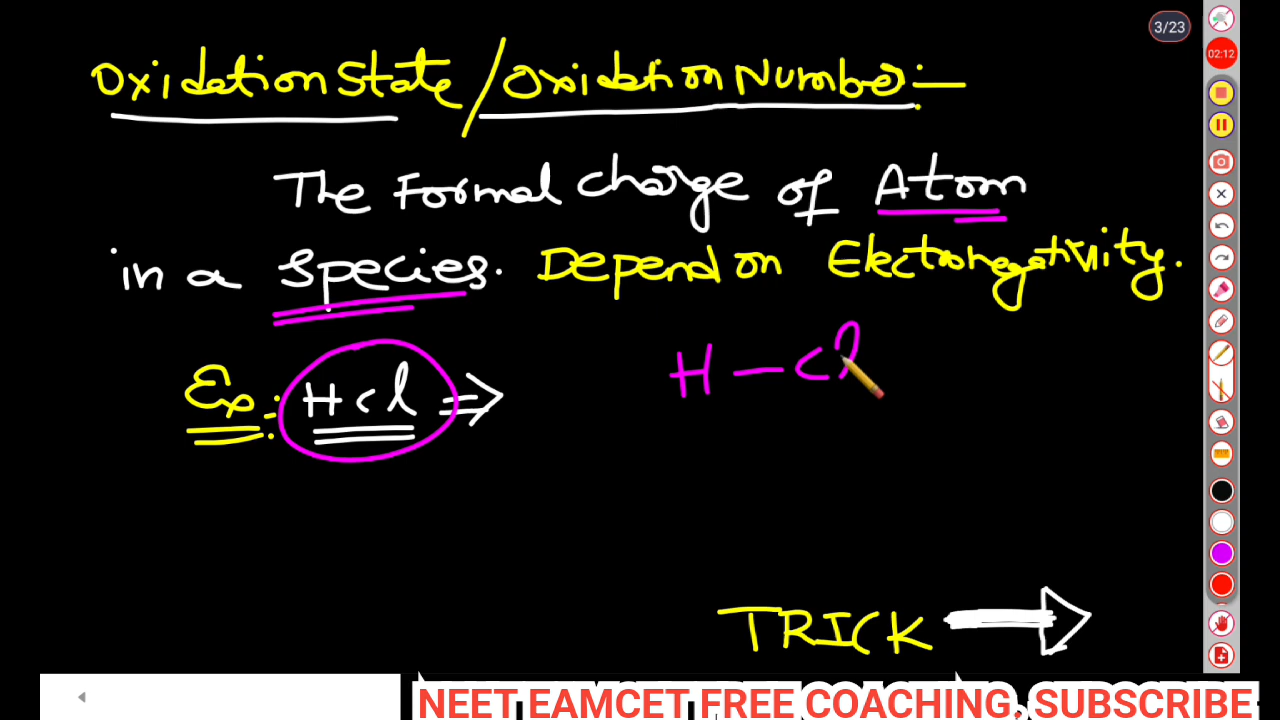 3/23
02:12
Oxidation State / Oxidation Number:—
The Formal charge of Atom
in a Species. Depend on Electronegativity.
Ex: HCl ⇒ H — Cl
TRICK
NEET EAMCET FREE COACHING, SUBSCRIBE